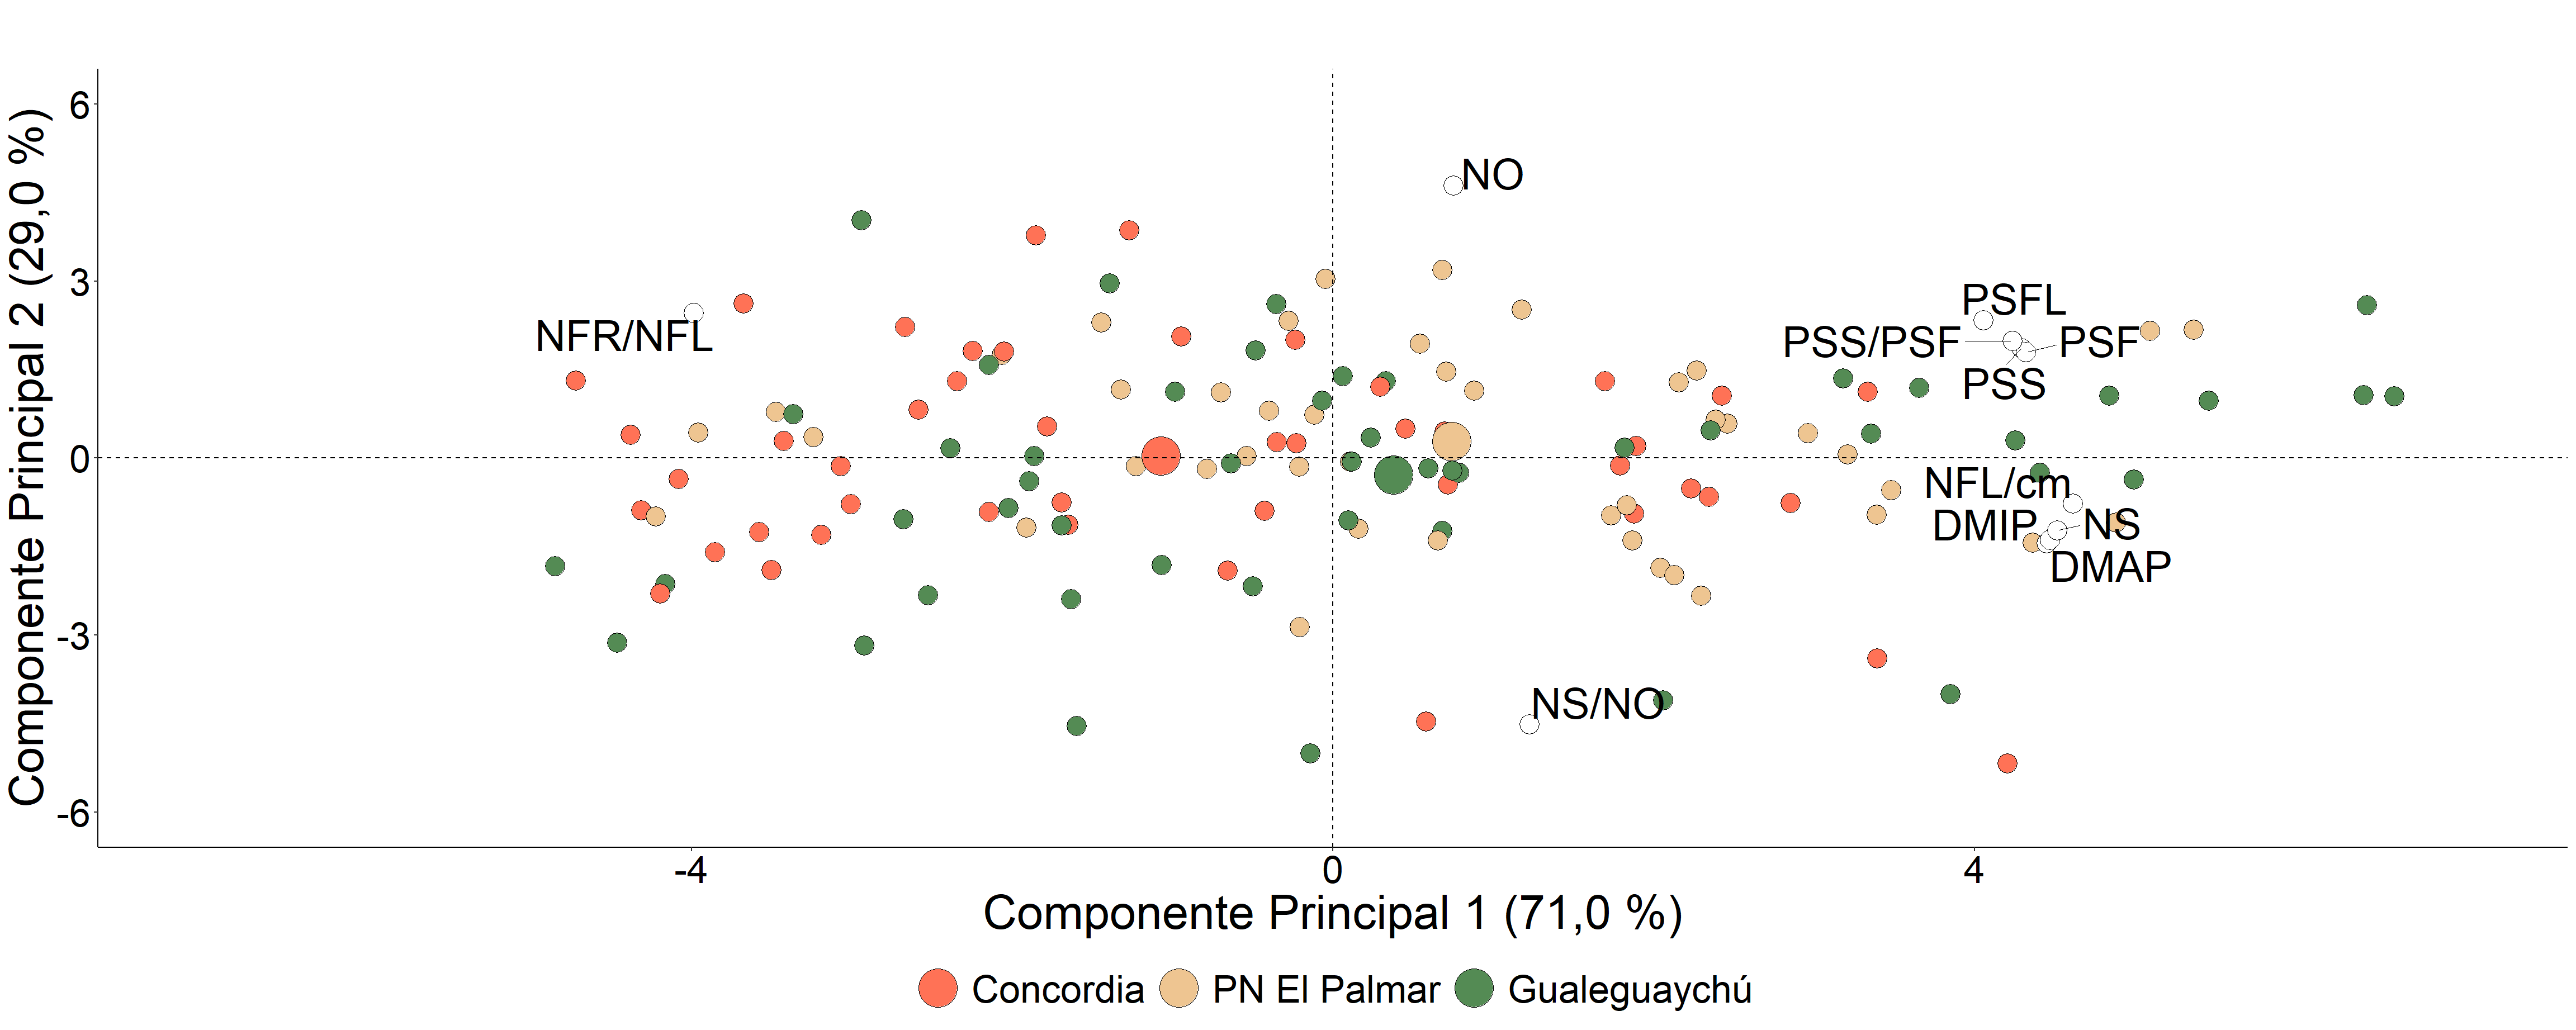 Componente Principal 2 (29,0 %)
6
3
0
-3
-6
NO
NFR/NFL
PSFL
PSS/PSF
PSF
PSS
NFL/cm
DMIP
NS
DMAP
NS/NO
-4
0
4
Componente Principal 1 (71,0 %)
Concordia
PN El Palmar
Gualeguaychú